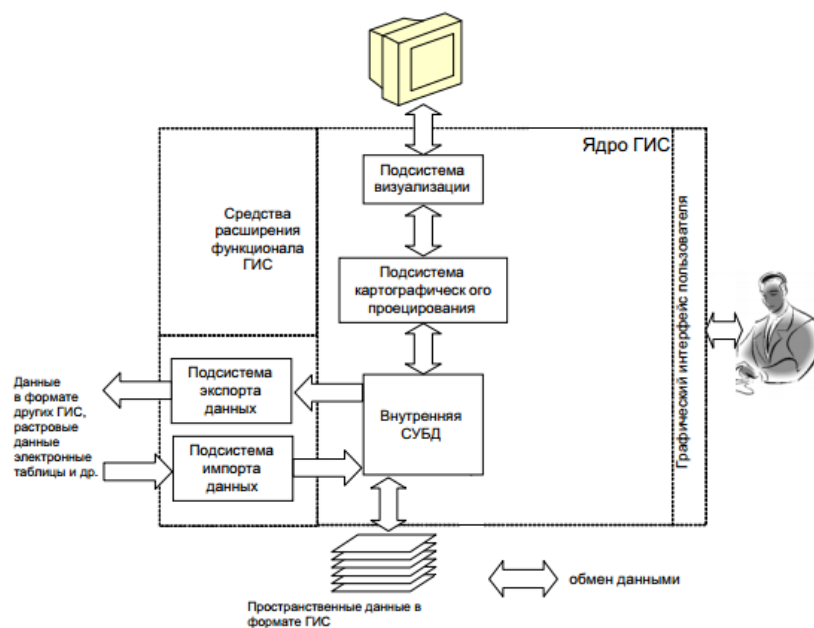 Ядро ГИС
Подсистема
визуализации
Средства
расширения
функционала
ГИС
Подсистема
картографическ ого
проецирования
Графический интерфейс пользователя
Данные
в формате
других ГИС,
растровые
данные
электронные
таблицы и др.
Подсистема
экспорта
данных
Внутренняя
СУБД
Подсистема
импорта
данных
обмен данными
Пространственные данные в
формате ГИС